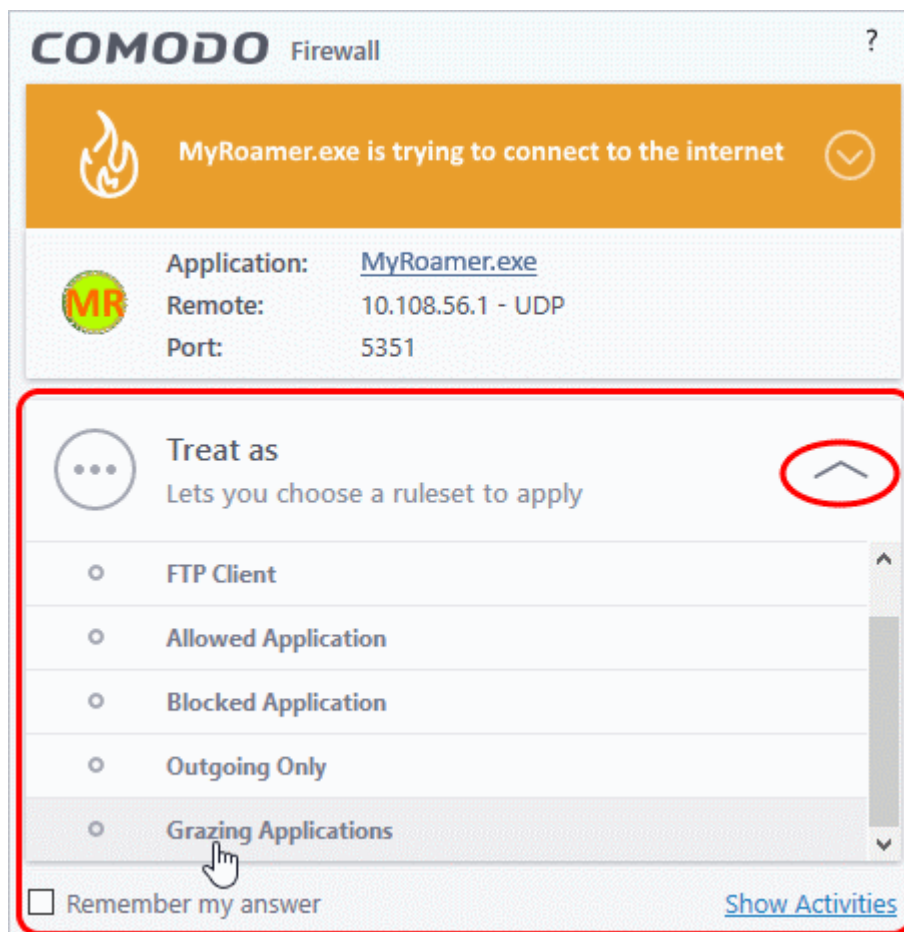 COMODO Firewall ?
MyRoamer.exe is trying to connect to the internet
MR
Application: MyRoamer.exe
Remote: 10.108.56.1 - UDP
Port: 5351
Treat as
Lets you choose a ruleset to apply
FTP Client
Allowed Application
Blocked Application
Outgoing Only
Grazing Applications
Remember my answer Show Activities